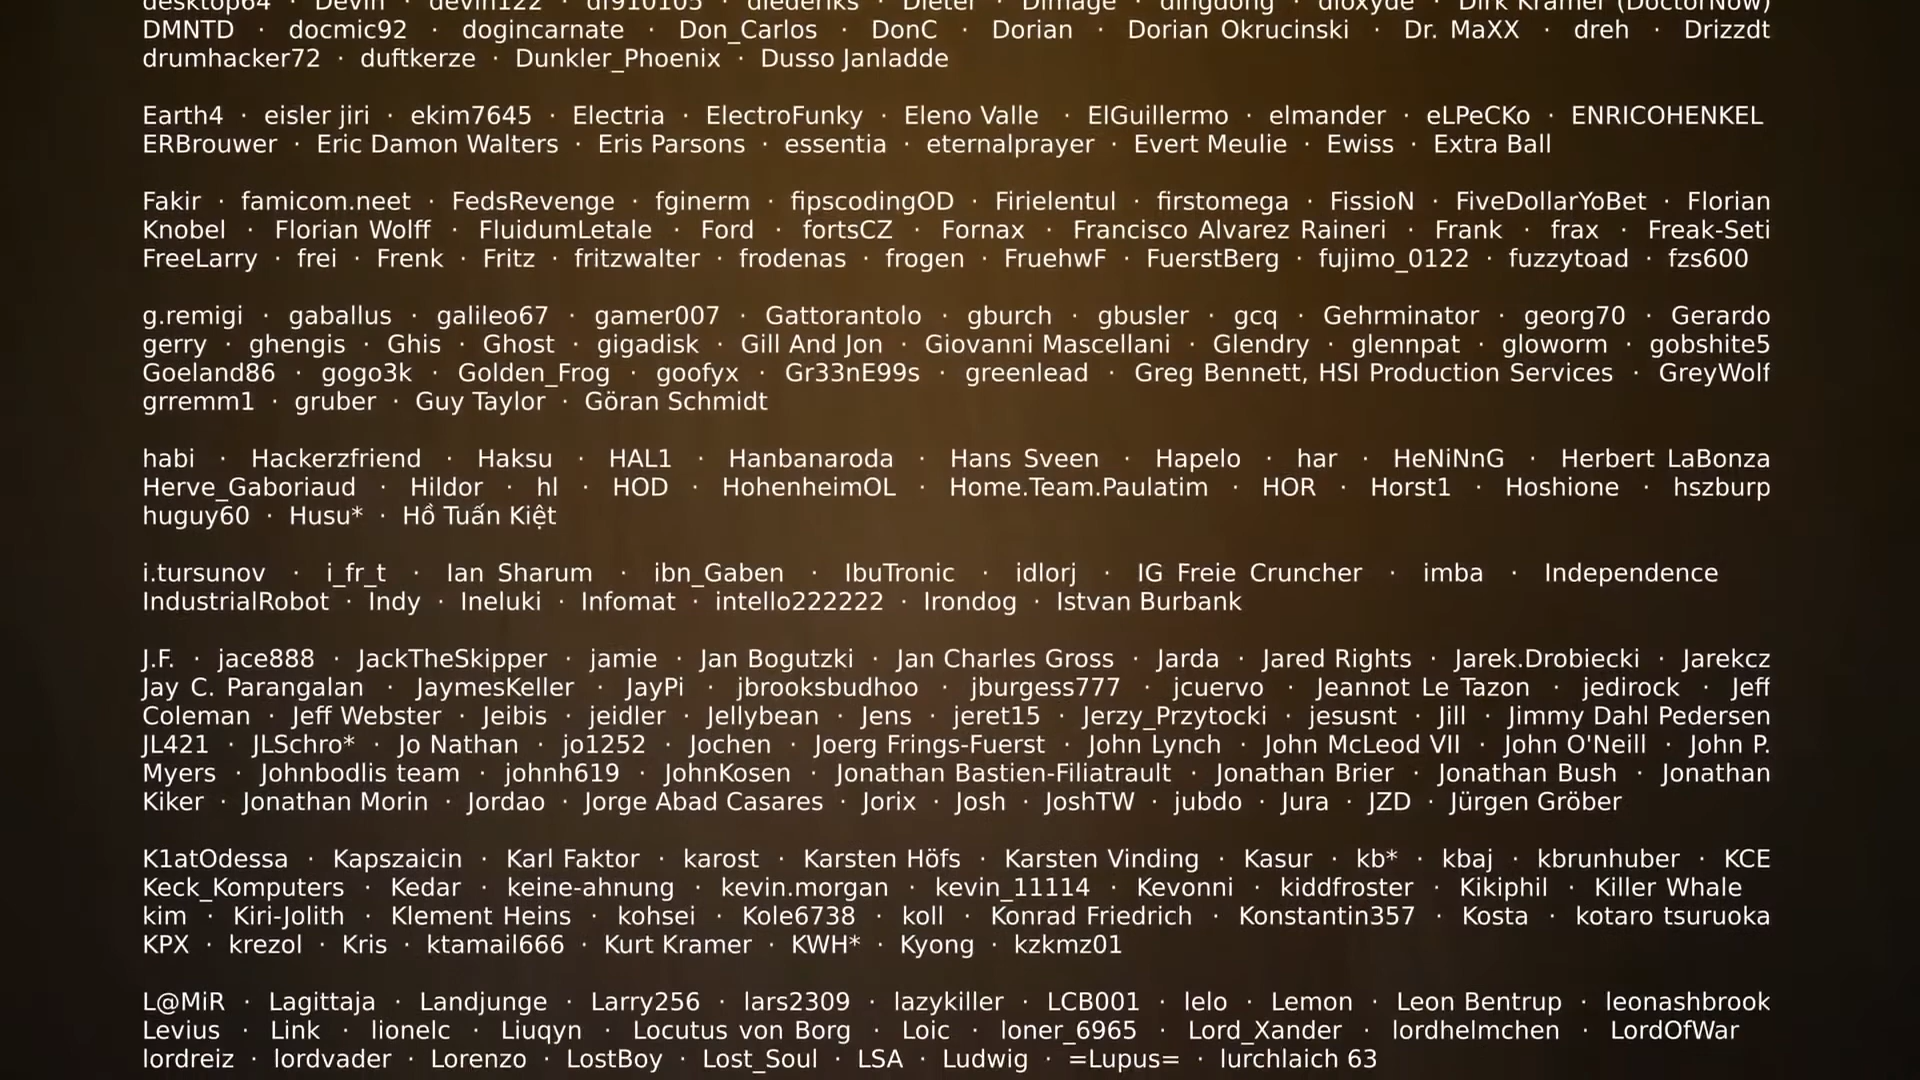 desktop64 · Devin · devin122 · df910105 · diederiks · Dieter · Dimage · dingdong · dioxyde · Dirk Kramer (DoctorNow)
DMNTD · docmic92 · dogincarnate · Don_Carlos · DonC · Dorian · Dorian Okrucinski · Dr. MaXX · dreh · Drizzdt
drumhacker72 · duftkerze · Dunkler_Phoenix · Dusso Janladde
Earth4 · eisler jiri · ekim7645 · Electria · ElectroFunky · Eleno Valle · ElGuillermo · elmander · eLPeCKo · ENRICOHENKEL
ERBrouwer · Eric Damon Walters · Eris Parsons · essentia · eternalprayer · Evert Meulie · Ewiss · Extra Ball
Fakir · famicom.neet · FedsRevenge · fginerm · fipscodingOD · Firielentul · firstomega · FissioN · FiveDollarYoBet · Florian
Knobel · Florian Wolff · FluidumLetale · Ford · fortsCZ · Fornax · Francisco Alvarez Raineri · Frank · frax · Freak-Seti
FreeLarry · frei · Frenk · Fritz · fritzwalter · frodenas · frogen · FruehwF · FuerstBerg · fujimo_0122 · fuzzytoad · fzs600
g.remigi · gaballus · galileo67 · gamer007 · Gattorantolo · gburch · gbusler · gcq · Gehrminator · georg70 · Gerardo
gerry · ghengis · Ghis · Ghost · gigadisk · Gill And Jon · Giovanni Mascellani · Glendry · glennpat · gloworm · gobshite5
Goeland86 · gogo3k · Golden_Frog · goofyx · Gr33nE99s · greenlead · Greg Bennett, HSI Production Services · GreyWolf
grremm1 · gruber · Guy Taylor · Göran Schmidt
habi · Hackerzfriend · Haksu · HAL1 · Hanbanaroda · Hans Sveen · Hapelo · har · HeNiNnG · Herbert LaBonza
Herve_Gaboriaud · Hildor · hl · HOD · HohenheimOL · Home.Team.Paulatim · HOR · Horst1 · Hoshione · hszburp
huguy60 · Husu* · Hồ Tuấn Kiệt
i.tursunov · i_fr_t · Ian Sharum · ibn_Gaben · IbuTronic · idlorj · IG Freie Cruncher · imba · Independence
IndustrialRobot · Indy · Ineluki · Infomat · intello222222 · Irondog · Istvan Burbank
J.F. · jace888 · JackTheSkipper · jamie · Jan Bogutzki · Jan Charles Gross · Jarda · Jared Rights · Jarek.Drobiecki · Jarekcz
Jay C. Parangalan · JaymesKeller · JayPi · jbrooksbudhoo · jburgess777 · jcuervo · Jeannot Le Tazon · jedirock · Jeff
Coleman · Jeff Webster · Jeibis · jeidler · Jellybean · Jens · jeret15 · Jerzy_Przytocki · jesusnt · Jill · Jimmy Dahl Pedersen
JL421 · JLSchro* · Jo Nathan · jo1252 · Jochen · Joerg Frings-Fuerst · John Lynch · John McLeod VII · John O'Neill · John P.
Myers · Johnbodlis team · johnh619 · JohnKosen · Jonathan Bastien-Filiatrault · Jonathan Brier · Jonathan Bush · Jonathan
Kiker · Jonathan Morin · Jordao · Jorge Abad Casares · Jorix · Josh · JoshTW · jubdo · Jura · JZD · Jürgen Gröber
K1atOdessa · Kapszaicin · Karl Faktor · karost · Karsten Höfs · Karsten Vinding · Kasur · kb* · kbaj · kbrunhuber · KCE
Keck_Komputers · Kedar · keine-ahnung · kevin.morgan · kevin_11114 · Kevonni · kiddfroster · Kikiphil · Killer Whale
kim · Kiri-Jolith · Klement Heins · kohsei · Kole6738 · koll · Konrad Friedrich · Konstantin357 · Kosta · kotaro tsuruoka
KPX · krezol · Kris · ktamail666 · Kurt Kramer · KWH* · Kyong · kzkmz01
L@MiR · Lagittaja · Landjunge · Larry256 · lars2309 · lazykiller · LCB001 · lelo · Lemon · Leon Bentrup · leonashbrook
Levius · Link · lionelc · Liuqyn · Locutus von Borg · Loic · loner_6965 · Lord_Xander · lordhelmchen · LordOfWar
lordreiz · lordvader · Lorenzo · LostBoy · Lost_Soul · LSA · Ludwig · =Lupus= · lurchlaich 63